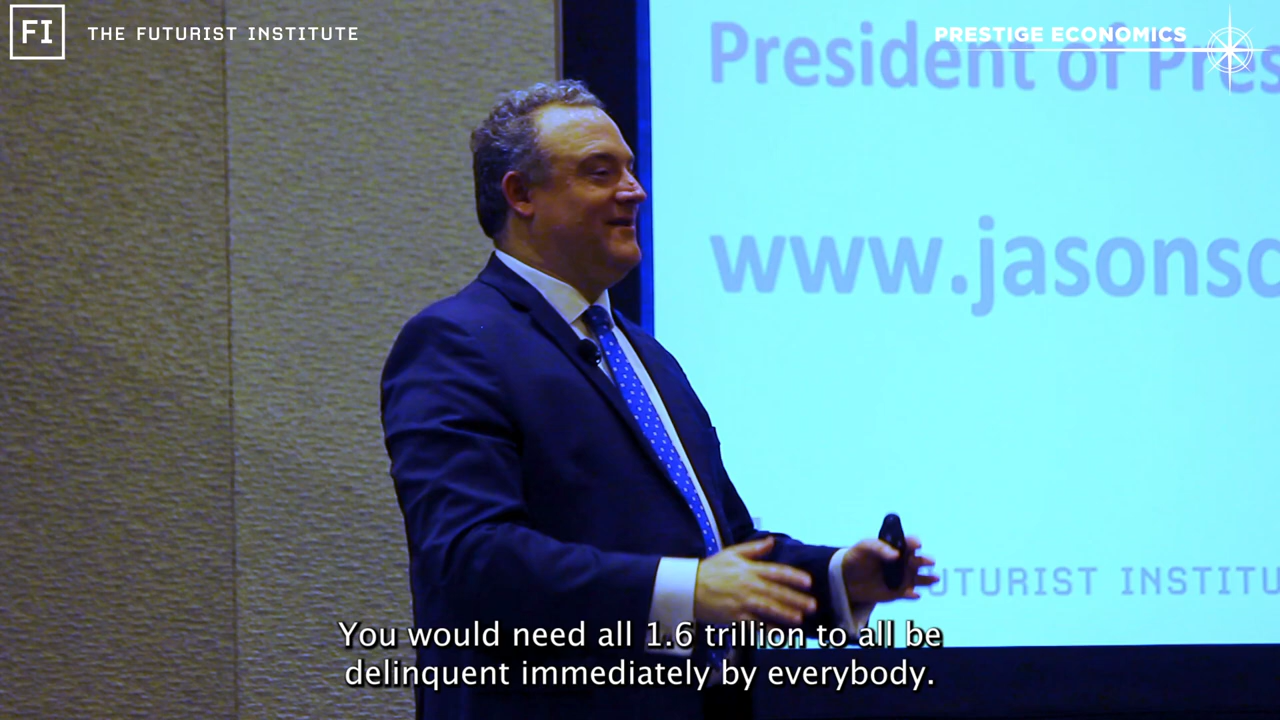 FI THE FUTURIST INSTITUTE
PRESTIGE ECONOMICS
President of Pres
www.jasonsc
UTURIST INSTITU
You would need all 1.6 trillion to all be
delinquent immediately by everybody.